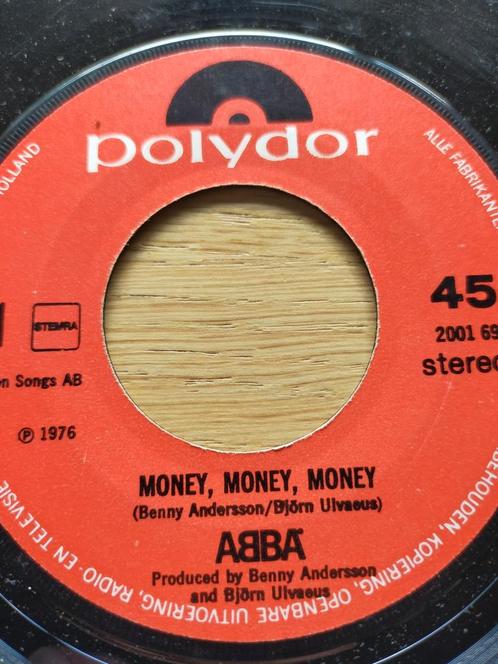 polydor
HOLLAND
ALLE FABRIKANTEN
STEMRA
45
2001 69
stereo
Songs AB
℗ 1976
MONEY, MONEY, MONEY
(Benny Andersson/Björn Ulvaeus)
ABBA
Produced by Benny Andersson
and Björn Ulvaeus
BEHOUDEN, KOPIERING, OPENBARE UITVOERING, RADIO- EN TELEVISIE